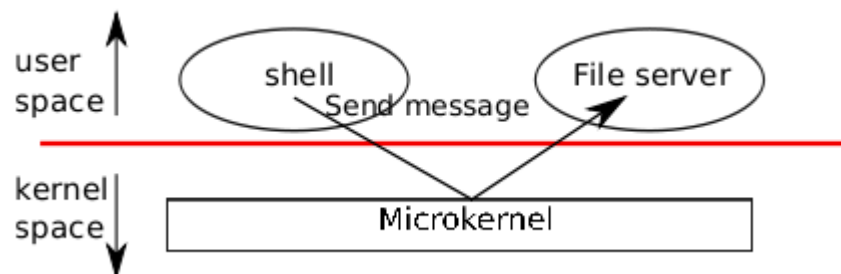 user
space
shell
File server
Send message
kernel
space
Microkernel